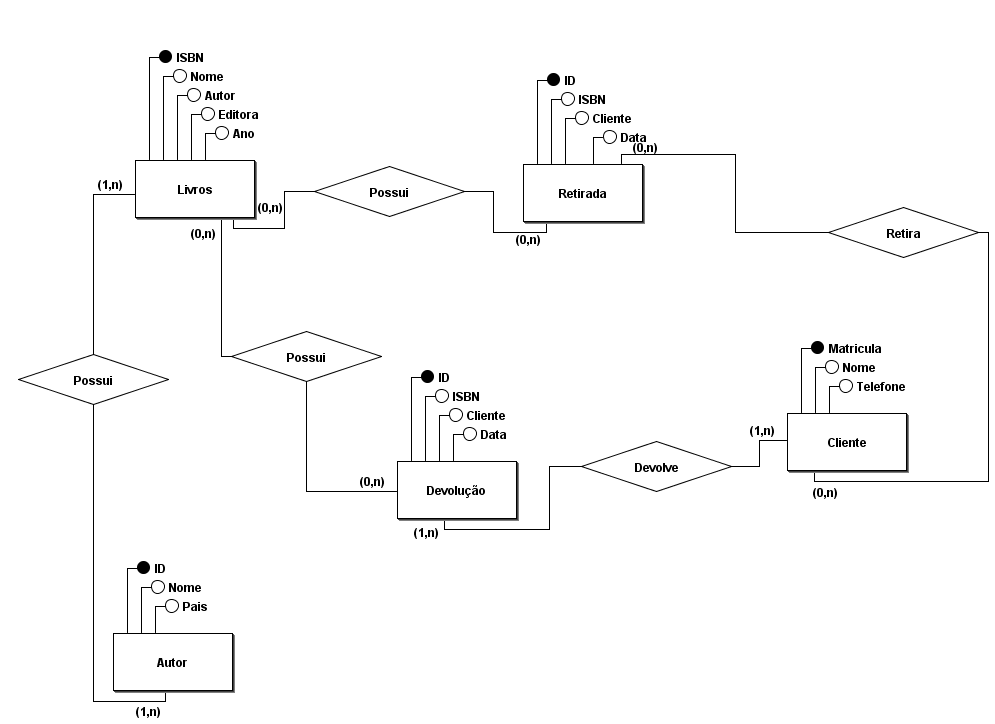 ISBN
Nome
Autor
Editora
Ano
Livros
(1,n)
(0,n)
(0,n)
Possui
ID
ISBN
Cliente
Data
(0,n)
Retirada
(0,n)
Retira
Possui
Possui
ID
ISBN
Cliente
Data
Devolução
(0,n)
(1,n)
Devolve
Matricula
Nome
Telefone
Cliente
(1,n)
(0,n)
ID
Nome
Pais
Autor
(1,n)